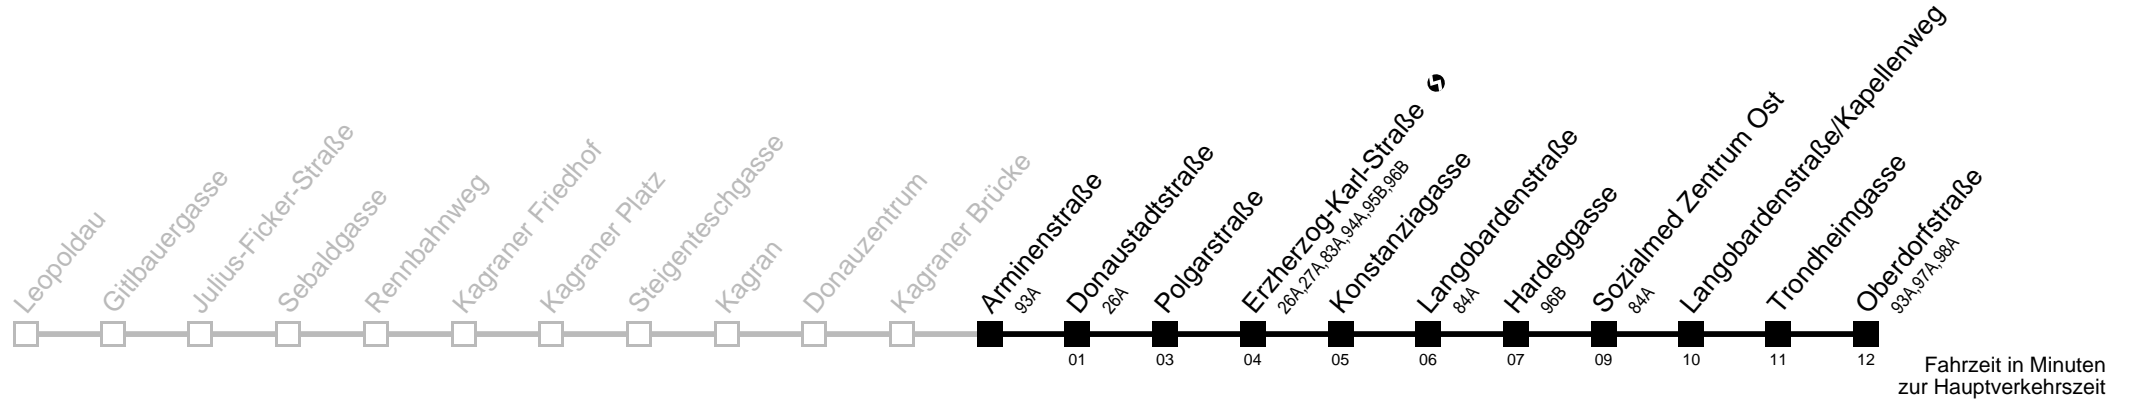 Leopoldau
Gitlbauergasse
Julius-Ficker-Straße
Sebaldgasse
Rennbahnweg
Kagraner Friedhof
Kagraner Platz
Steigenteschgasse
Kagran
Donauzentrum
Kagraner Brücke
Arminenstraße
93A
Donaustadtstraße
26A
Polgarstraße
Erzherzog-Karl-Straße
26A,27A,83A,94A,95B,96B
Konstanziagasse
Langobardenstraße
84A
Hardeggasse
96B
Sozialmed Zentrum Ost
84A
Langobardenstraße/Kapellenweg
Trondheimgasse
Oberdorfstraße
93A,97A,98A
01 03 04 05 06 07 09 10 11 12
Fahrzeit in Minuten
zur Hauptverkehrszeit